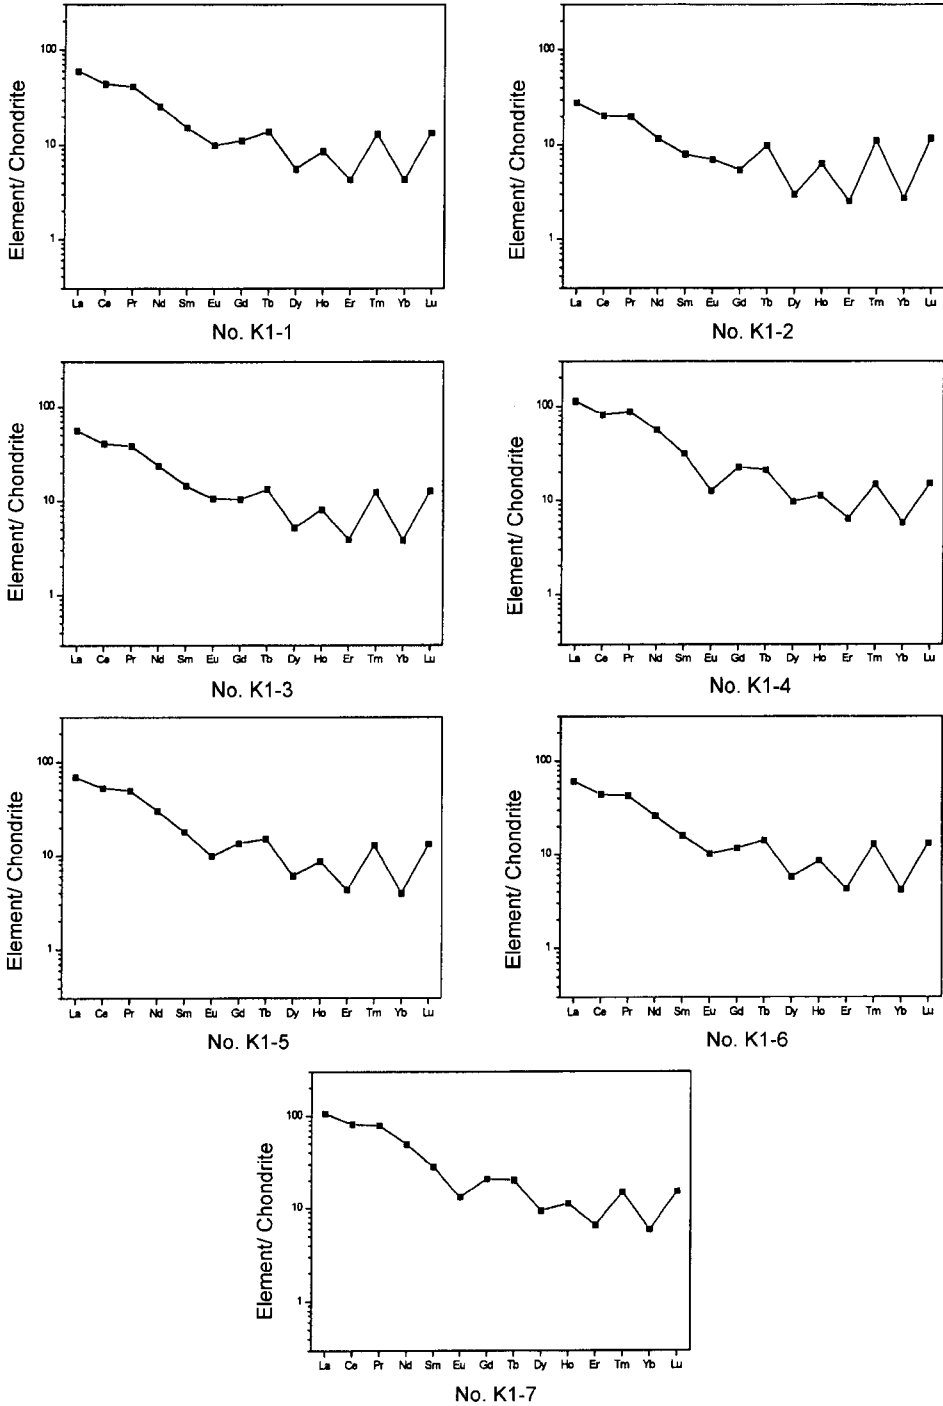 Element/ Chondrite
100
10
1
La Ce Pr Nd Sm Eu Gd Tb Dy Ho Er Tm Yb Lu
No. K1-1
Element/ Chondrite
100
10
1
La Ce Pr Nd Sm Eu Gd Tb Dy Ho Er Tm Yb Lu
No. K1-2
Element/ Chondrite
100
10
1
La Ce Pr Nd Sm Eu Gd Tb Dy Ho Er Tm Yb Lu
No. K1-3
Element/ Chondrite
100
10
1
La Ce Pr Nd Sm Eu Gd Tb Dy Ho Er Tm Yb Lu
No. K1-4
Element/ Chondrite
100
10
1
La Ce Pr Nd Sm Eu Gd Tb Dy Ho Er Tm Yb Lu
No. K1-5
Element/ Chondrite
100
10
1
La Ce Pr Nd Sm Eu Gd Tb Dy Ho Er Tm Yb Lu
No. K1-6
Element/ Chondrite
100
10
1
La Ce Pr Nd Sm Eu Gd Tb Dy Ho Er Tm Yb Lu
No. K1-7